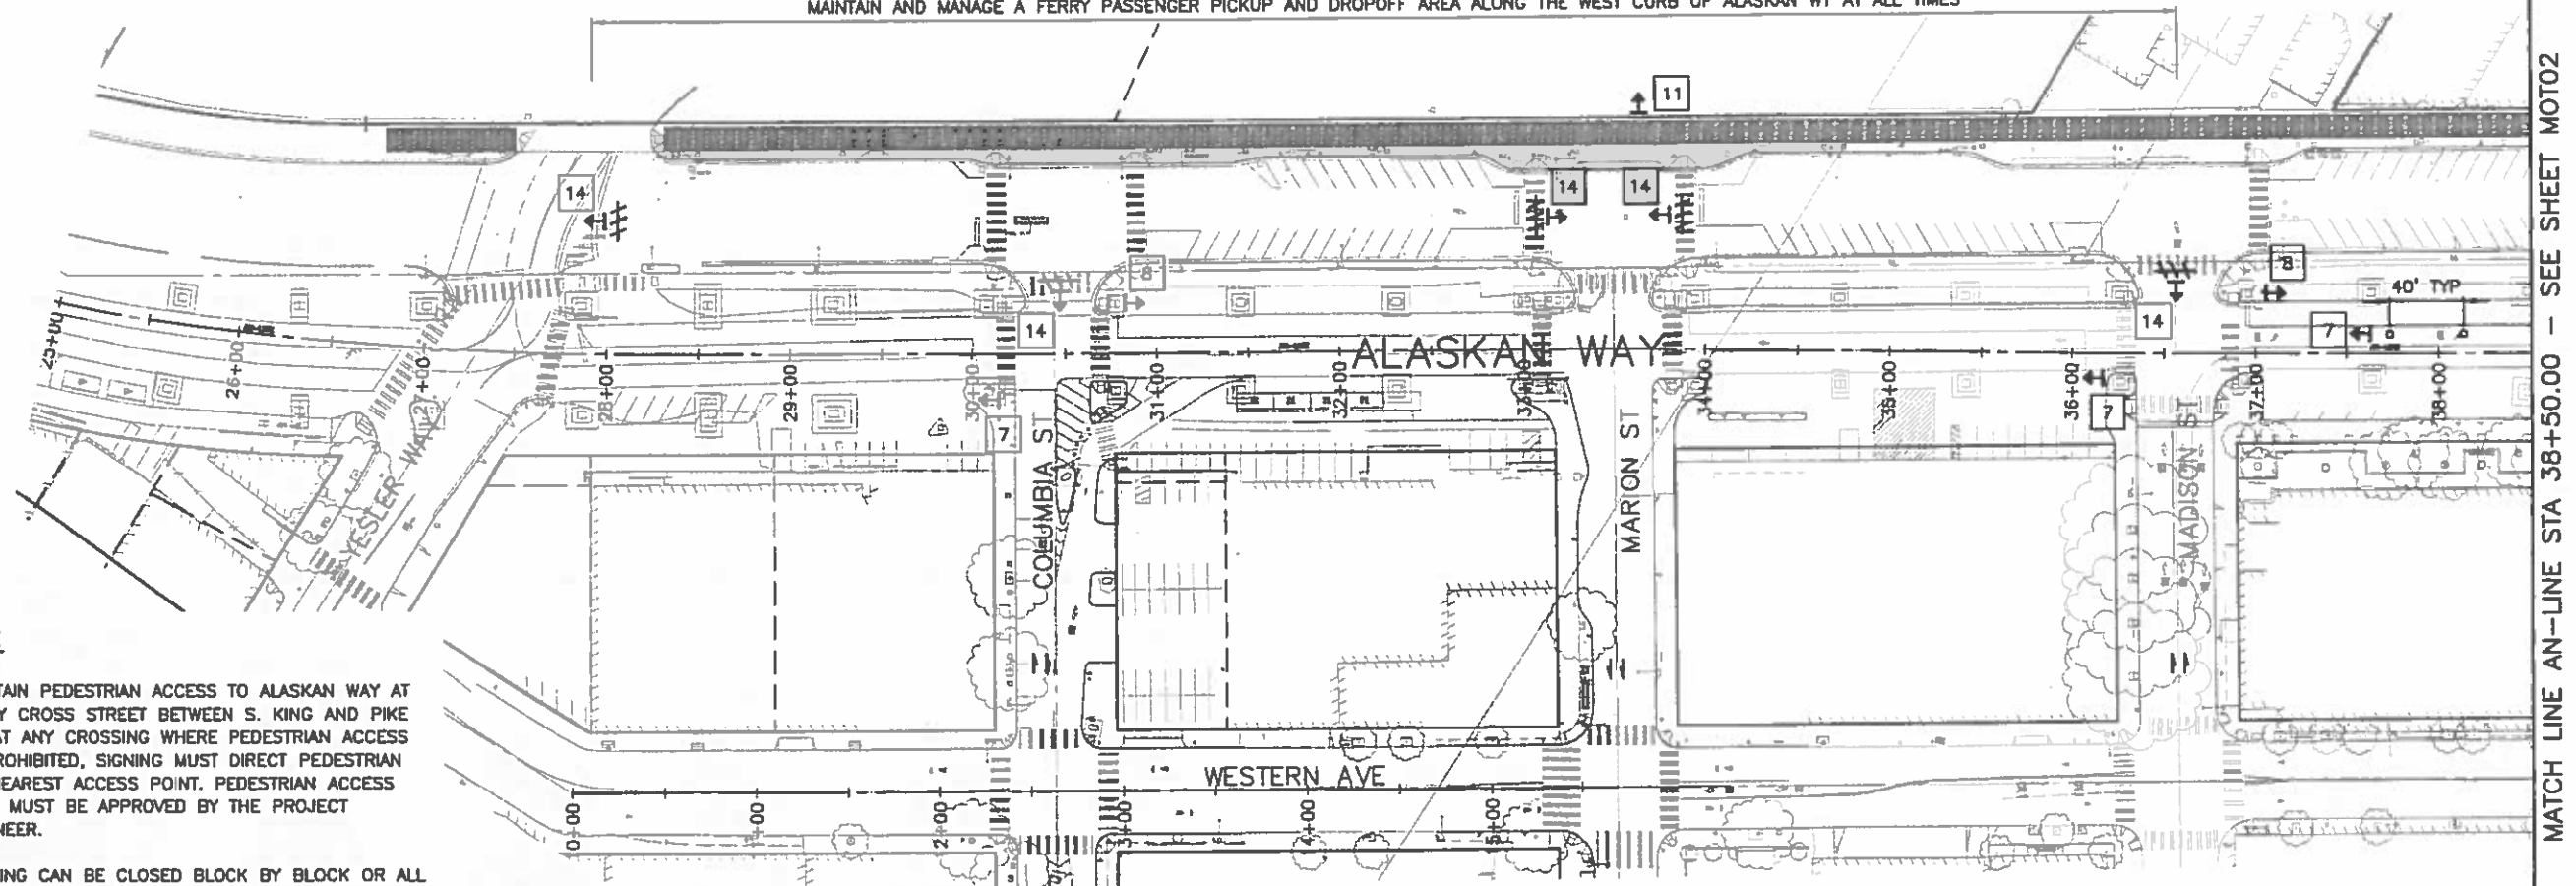 MAINTAIN AND MANAGE A FERRY PASSENGER PICKUP AND DROPOFF AREA ALONG THE WEST CURB OF ALASKAN WY AT ALL TIMES
11
14
14
14
8
8
40' TYP
14
14
7
ALASKAN WAY
25+00
26+00
27+00
28+00
29+00
30+00
31+00
32+00
33+00
34+00
35+00
36+00
37+00
38+00
7
7
YESLER WAY
COLUMBIA ST
MARION ST
MADISON ST
TAIN PEDESTRIAN ACCESS TO ALASKAN WAY AT
Y CROSS STREET BETWEEN S. KING AND PIKE
AT ANY CROSSING WHERE PEDESTRIAN ACCESS
ROHIBITED, SIGNING MUST DIRECT PEDESTRIAN
EAREST ACCESS POINT. PEDESTRIAN ACCESS
MUST BE APPROVED BY THE PROJECT
NEER.
ING CAN BE CLOSED BLOCK BY BLOCK OR ALL
WESTERN AVE
0+00
1+00
2+00
3+00
4+00
5+00
MATCH LINE AN-LINE STA 38+50.00 - SEE SHEET MOT02